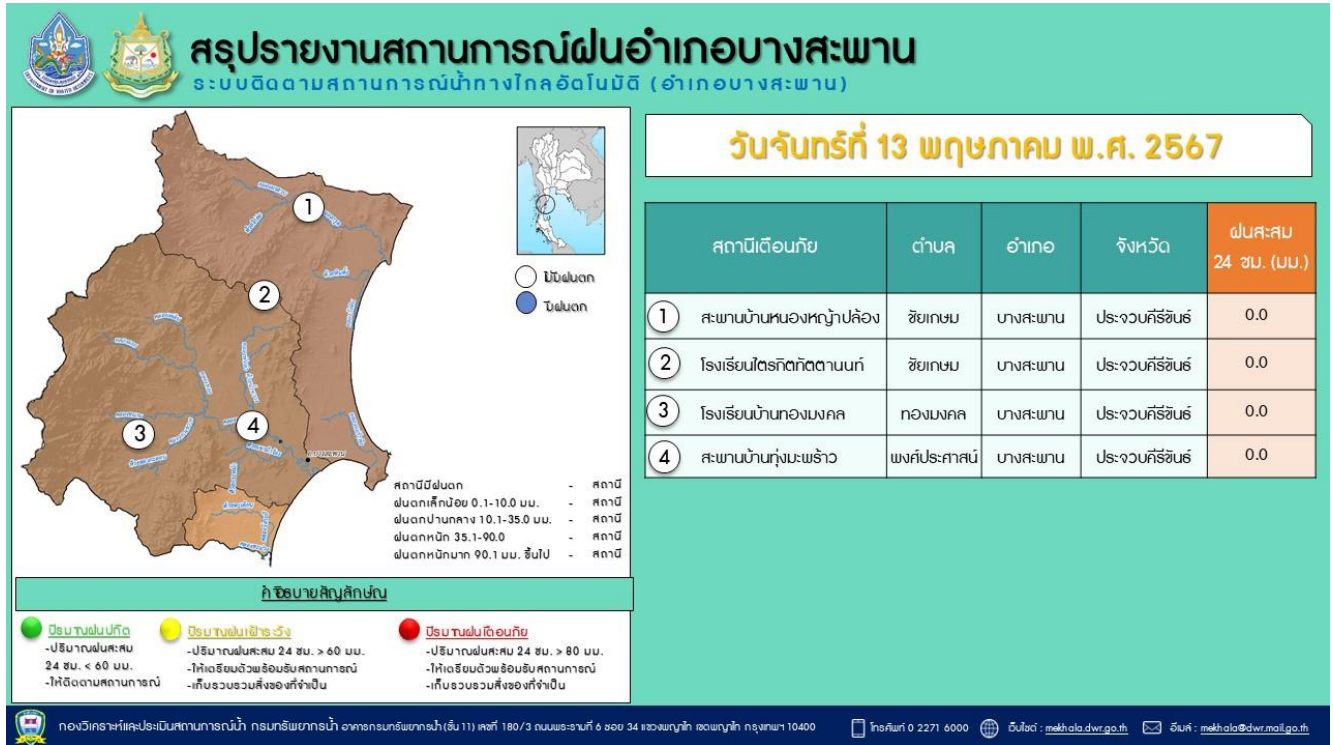 สรุปรายงานสถานการณ์ฝนอำเภอบางสะพาน
ระบบติดตามสถานการณ์น้ำทางไกลอัตโนมัติ (อำเภอบางสะพาน)
วันจันทร์ที่ 13 พฤษภาคม พ.ศ. 2567
1
2
3
4
ไม่มีฝนตก
มีฝนตก
สถานีมีฝนตก - สถานี
ฝนตกเล็กน้อย 0.1-10.0 มม. - สถานี
ฝนตกปานกลาง 10.1-35.0 มม. - สถานี
ฝนตกหนัก 35.1-90.0 - สถานี
ฝนตกหนักมาก 90.1 มม. ขึ้นไป - สถานี
สถานีเตือนภัย ตำบล อำเภอ จังหวัด ฝนสะสม
24 ชม. (มม.)
1 สะพานบ้านหนองหญ้าปล้อง ชัยเกษม บางสะพาน ประจวบคีรีขันธ์ 0.0
2 โรงเรียนไตรกิตทัตตานนท์ ชัยเกษม บางสะพาน ประจวบคีรีขันธ์ 0.0
3 โรงเรียนบ้านทองมงคล ทองมงคล บางสะพาน ประจวบคีรีขันธ์ 0.0
4 สะพานบ้านทุ่งมะพร้าว พงศ์ประศาสน์ บางสะพาน ประจวบคีรีขันธ์ 0.0
คำอธิบายสัญลักษณ์
ปริมาณฝนปกติ
-ปริมาณฝนสะสม
24 ชม. < 60 มม.
-ให้ติดตามสถานการณ์
ปริมาณฝนเฝ้าระวัง
-ปริมาณฝนสะสม 24 ชม. > 60 มม.
-ให้เตรียมตัวพร้อมรับสถานการณ์
-เก็บรวบรวมสิ่งของที่จำเป็น
ปริมาณฝนเตือนภัย
-ปริมาณฝนสะสม 24 ชม. > 80 มม.
-ให้เตรียมตัวพร้อมรับสถานการณ์
-เก็บรวบรวมสิ่งของที่จำเป็น
กองวิเคราะห์และประเมินสถานการณ์น้ำ กรมทรัพยากรน้ำ อาคารกรมทรัพยากรน้ำ (ชั้น 11) เลขที่ 180/3 ถนนพระรามที่ 6 ซอย 34 แขวงพญาไท เขตพญาไท กรุงเทพฯ 10400 โทรศัพท์ 0 2271 6000 เว็บไซต์ : mekhala.dwr.go.th อีเมล์ : mekhala@dwr.mail.go.th